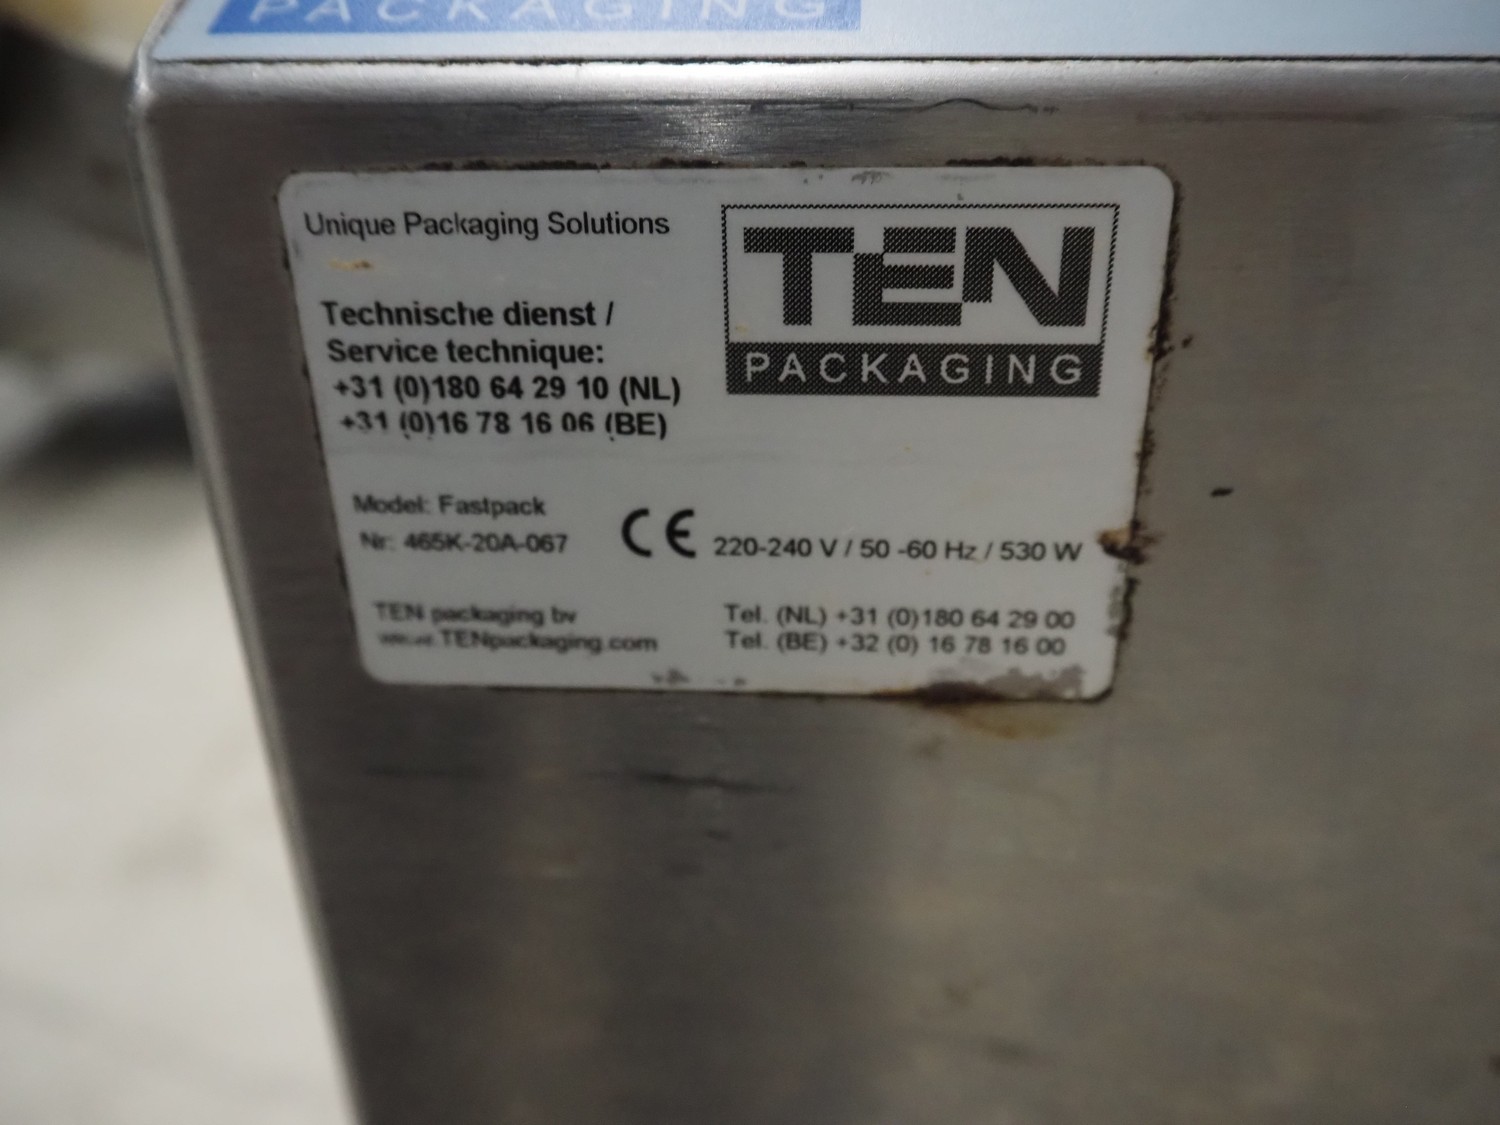 PACKAGING
Unique Packaging Solutions
TEN
PACKAGING
Technische dienst /
Service technique:
+31 (0)180 64 29 10 (NL)
+31 (0)16 78 16 06 (BE)
Model: Fastpack
Nr: 465K-20A-067
CE 220-240 V / 50 -60 Hz / 530 W
TEN packaging bv
www.TENpackaging.com
Tel. (NL) +31 (0)180 64 29 00
Tel. (BE) +32 (0) 16 78 16 00